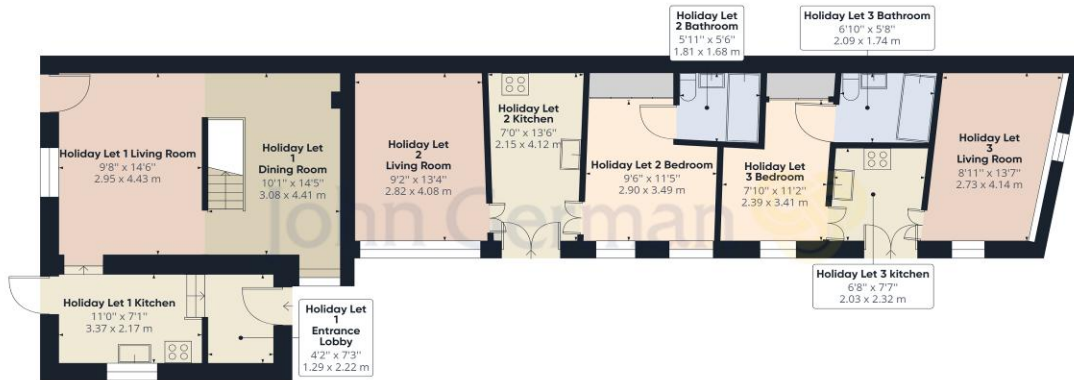 Holiday Let
2 Bathroom
5'11" x 5'6"
1.81 x 1.68 m
Holiday Let 3 Bathroom
6'10" x 5'8"
2.09 x 1.74 m
Holiday Let 1 Living Room
9'8" x 14'6"
2.95 x 4.43 m
Holiday Let
1
Dining Room
10'1" x 14'5"
3.08 x 4.41 m
Holiday Let
2
Living Room
9'2" x 13'4"
2.82 x 4.08 m
Holiday Let
2 Kitchen
7'0" x 13'6"
2.15 x 4.12 m
Holiday Let 2 Bedroom
9'6" x 11'5"
2.90 x 3.49 m
Holiday Let
3 Bedroom
7'10" x 11'2"
2.39 x 3.41 m
Holiday Let
3
Living Room
8'11" x 13'7"
2.73 x 4.14 m
John German
Holiday Let 1 Kitchen
11'0" x 7'1"
3.37 x 2.17 m
Holiday Let
1
Entrance
Lobby
4'2" x 7'3"
1.29 x 2.22 m
Holiday Let 3 kitchen
6'8" x 7'7"
2.03 x 2.32 m